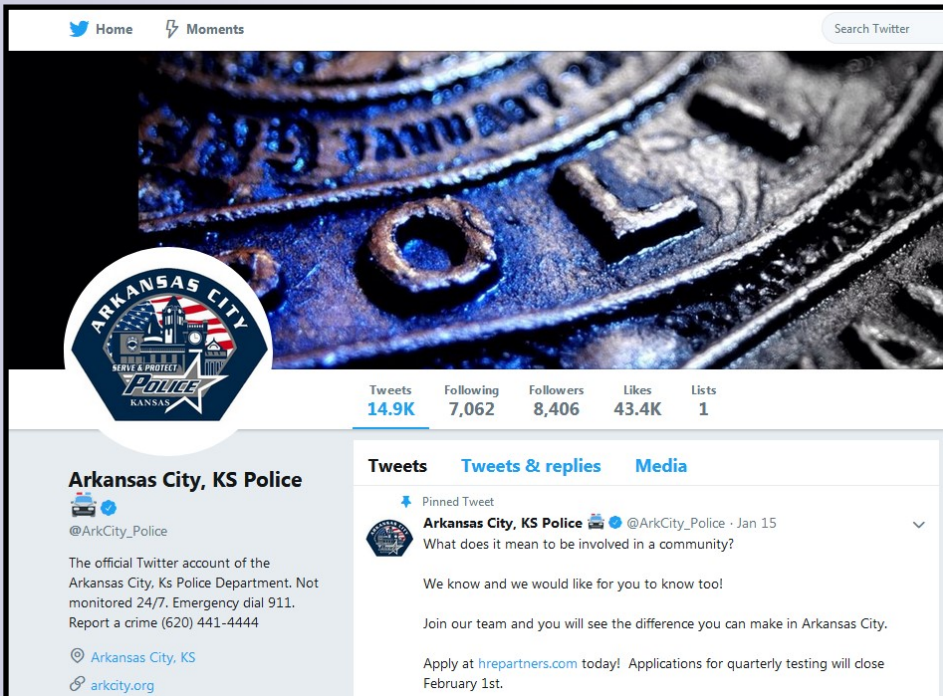 Home
Moments
Search Twitter
JANUARY
POLI
ARKANSAS CITY
SERVE & PROTECT
POLICE
KANSAS
Tweets
14.9K
Following
7,062
Followers
8,406
Likes
43.4K
Lists
1
Arkansas City, KS Police
@ArkCity_Police
The official Twitter account of the
Arkansas City, Ks Police Department. Not
monitored 24/7. Emergency dial 911.
Report a crime (620) 441-4444
Arkansas City, KS
arkcity.org
Tweets Tweets & replies Media
Pinned Tweet
Arkansas City, KS Police @ArkCity_Police · Jan 15
What does it mean to be involved in a community?
We know and we would like for you to know too!
Join our team and you will see the difference you can make in Arkansas City.
Apply at hrepartners.com today! Applications for quarterly testing will close
February 1st.